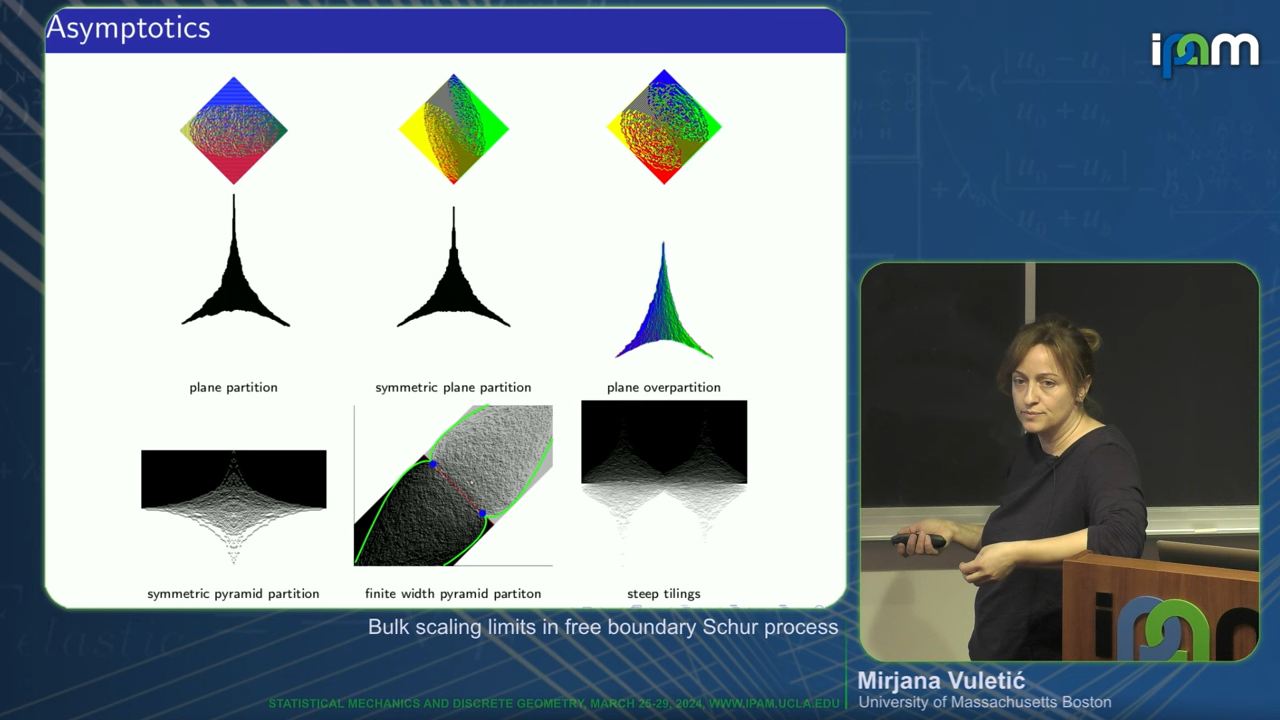 Asymptotics
ipam
plane partition
symmetric plane partition
plane overpartition
symmetric pyramid partition
finite width pyramid partiton
steep tilings
Bulk scaling limits in free boundary Schur process
Mirjana Vuletić
University of Massachusetts Boston
STATISTICAL MECHANICS AND DISCRETE GEOMETRY, MARCH 25-29, 2024, WWW.IPAM.UCLA.EDU